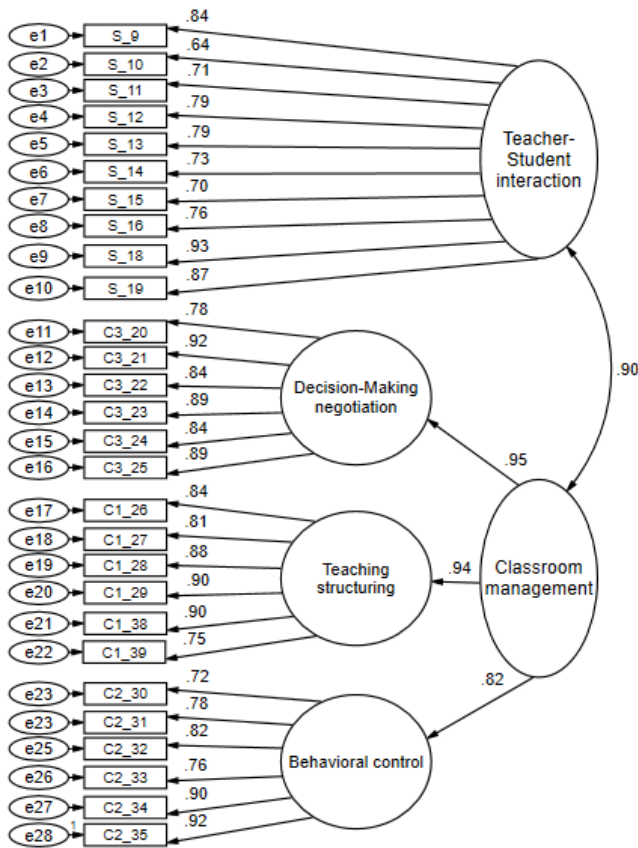 .84
e1 S_9
.64
e2 S_10
.71
e3 S_11
.79
e4 S_12
.79
e5 S_13
.73
e6 S_14
.70
e7 S_15
.76
e8 S_16
.93
e9 S_18
.87
e10 S_19
Teacher-
Student
interaction
.90
.78
e11 C3_20
.92
e12 C3_21
.84
e13 C3_22
.89
e14 C3_23
.84
e15 C3_24
.89
e16 C3_25
Decision-Making
negotiation
.95
.84
e17 C1_26
.81
e18 C1_27
.88
e19 C1_28
.90
e20 C1_29
.90
e21 C1_38
.75
e22 C1_39
Teaching
structuring
.94
Classroom
management
.82
.72
e23 C2_30
.78
e23 C2_31
.82
e25 C2_32
.76
e26 C2_33
.90
e27 C2_34
.92
e28 1 C2_35
Behavioral control